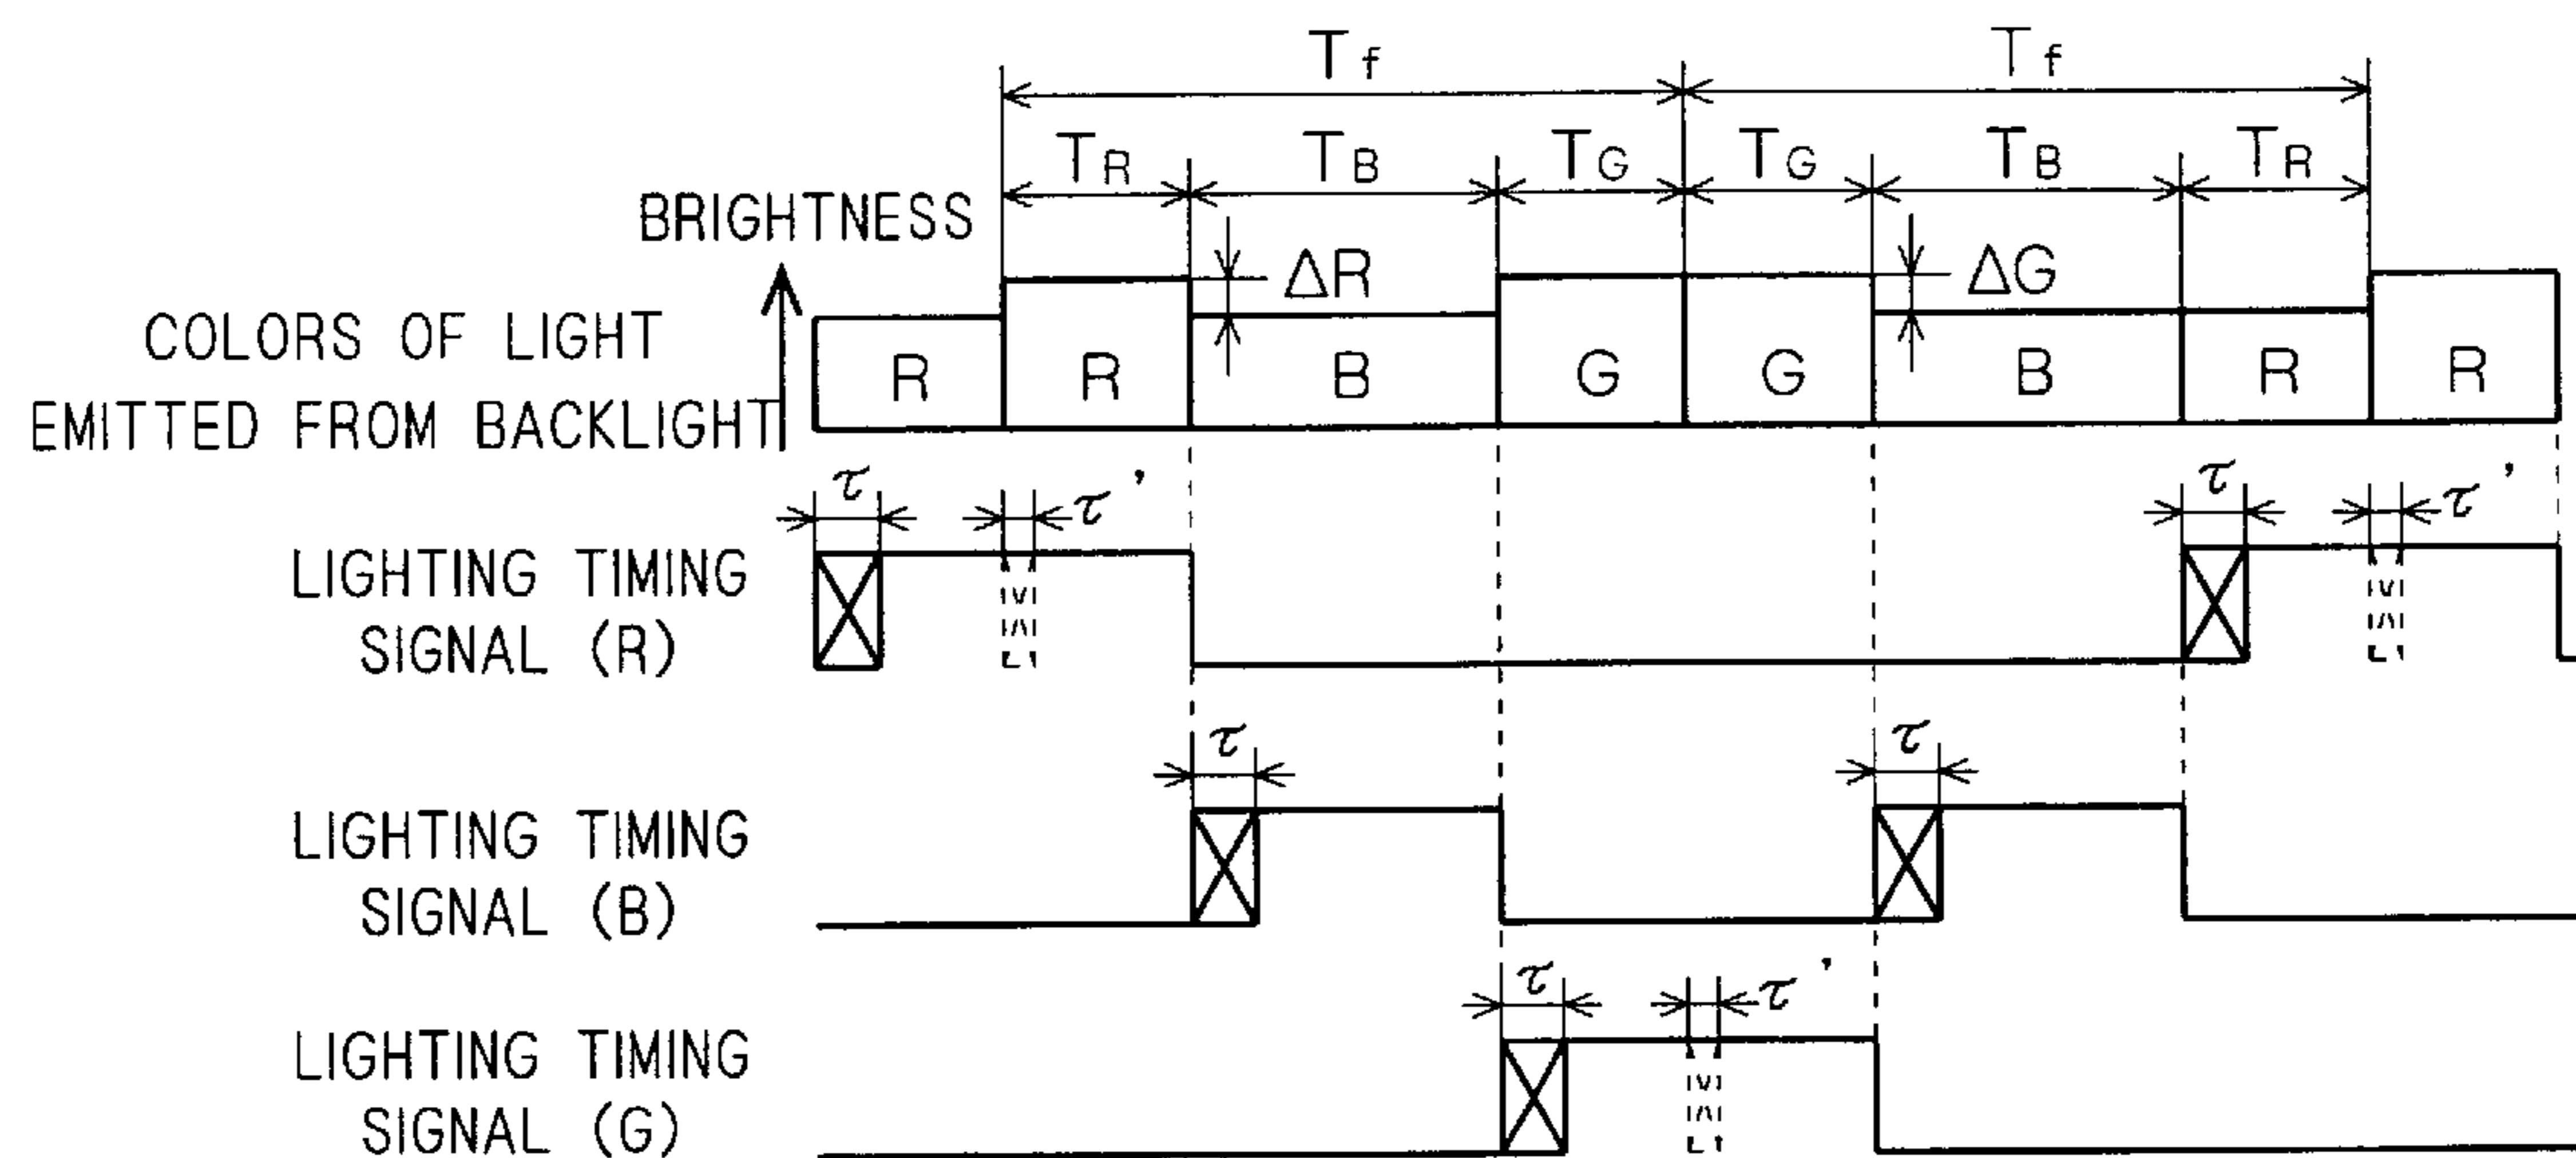 Tf Tf
TR TB TG TG TB TR
BRIGHTNESS
ΔR ΔG
COLORS OF LIGHT
EMITTED FROM BACKLIGHT
R R B G G B R R
τ τ' τ τ'
LIGHTING TIMING
SIGNAL (R)
τ τ
LIGHTING TIMING
SIGNAL (B)
τ τ'
LIGHTING TIMING
SIGNAL (G)